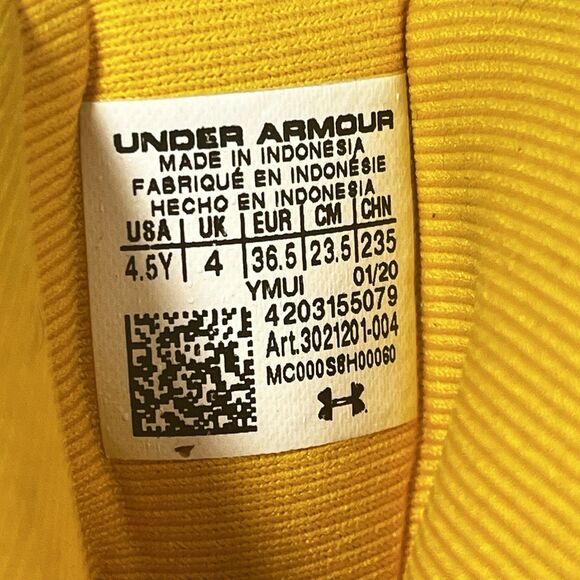 UNDER ARMOUR
MADE IN INDONESIA
FABRIQUÉ EN INDONÉSIE
HECHO EN INDONESIA
USA UK EUR CM CHN
4.5Y 4 36.5 23.5 235
YMUI 01/20
4203155079
Art.3021201-004
MC000S8H00060